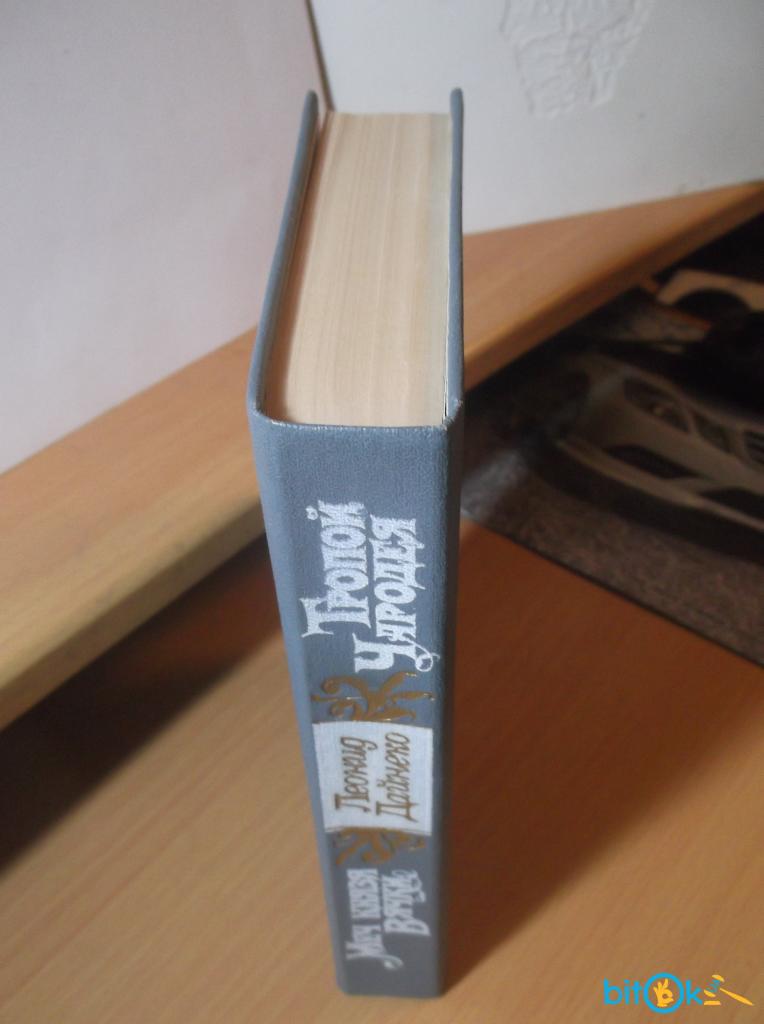 Тропой
Чародея
Леонид
Дайнеко
Меч князя
Вячки
bitOk